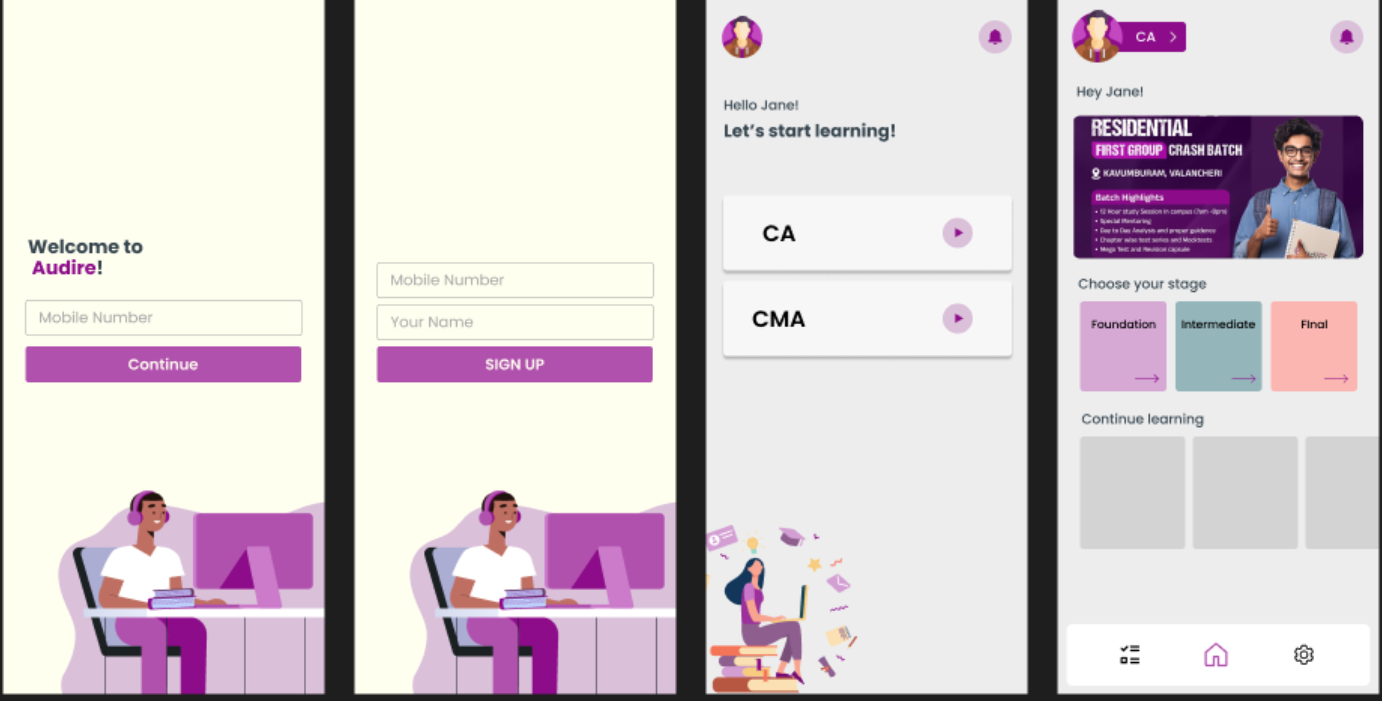 Welcome to
Audire!
Mobile Number
Continue
Mobile Number
Your Name
SIGN UP
Hello Jane!
Let's start learning!
CA
CMA
CA
Hey Jane!
RESIDENTIAL
FIRST GROUP CRASH BATCH
KAVUMBURAM, VALANCHERI
Batch Highlights
• 12 Hour study Session in campus (7am -9pm)
• Special Mentoring
• Day to Day Analysis and proper guidence
• Chapter wise test series and Mocktests
• Mega Test and Revision capsule
Choose your stage
Foundation
Intermediate
FInal
Continue learning